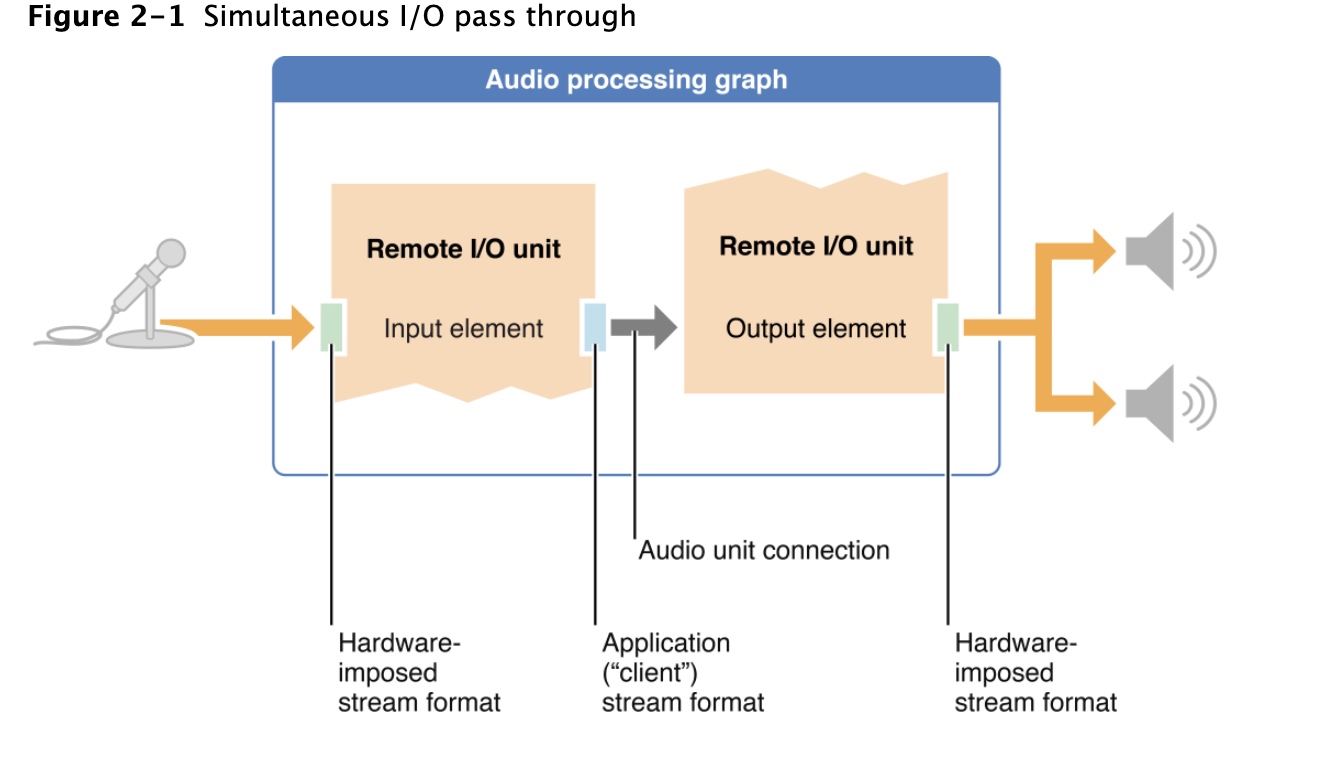 Figure 2-1 Simultaneous I/O pass through
Audio processing graph
Remote I/O unit
Input element
Remote I/O unit
Output element
Audio unit connection
Hardware-
imposed
stream format
Application
(“client”)
stream format
Hardware-
imposed
stream format